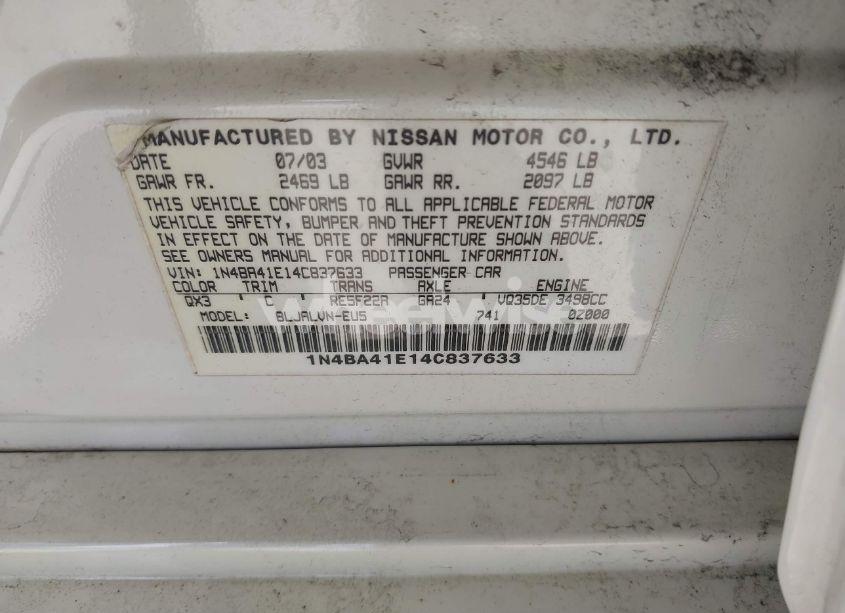 MANUFACTURED BY NISSAN MOTOR CO., LTD.
DATE 07/03 GVWR 4546 LB
GAWR FR. 2469 LB GAWR RR. 2097 LB
THIS VEHICLE CONFORMS TO ALL APPLICABLE FEDERAL MOTOR
VEHICLE SAFETY, BUMPER AND THEFT PREVENTION STANDARDS
IN EFFECT ON THE DATE OF MANUFACTURE SHOWN ABOVE.
SEE OWNERS MANUAL FOR ADDITIONAL INFORMATION.
VIN: 1N4BA41E14C837633 PASSENGER CAR
COLOR TRIM TRANS AXLE ENGINE
QX3 C RE5F22A GA24 VQ35DE 3498CC
MODEL: BLJALVN-EU5 741 0Z000
1N4BA41E14C837633
wheelwise